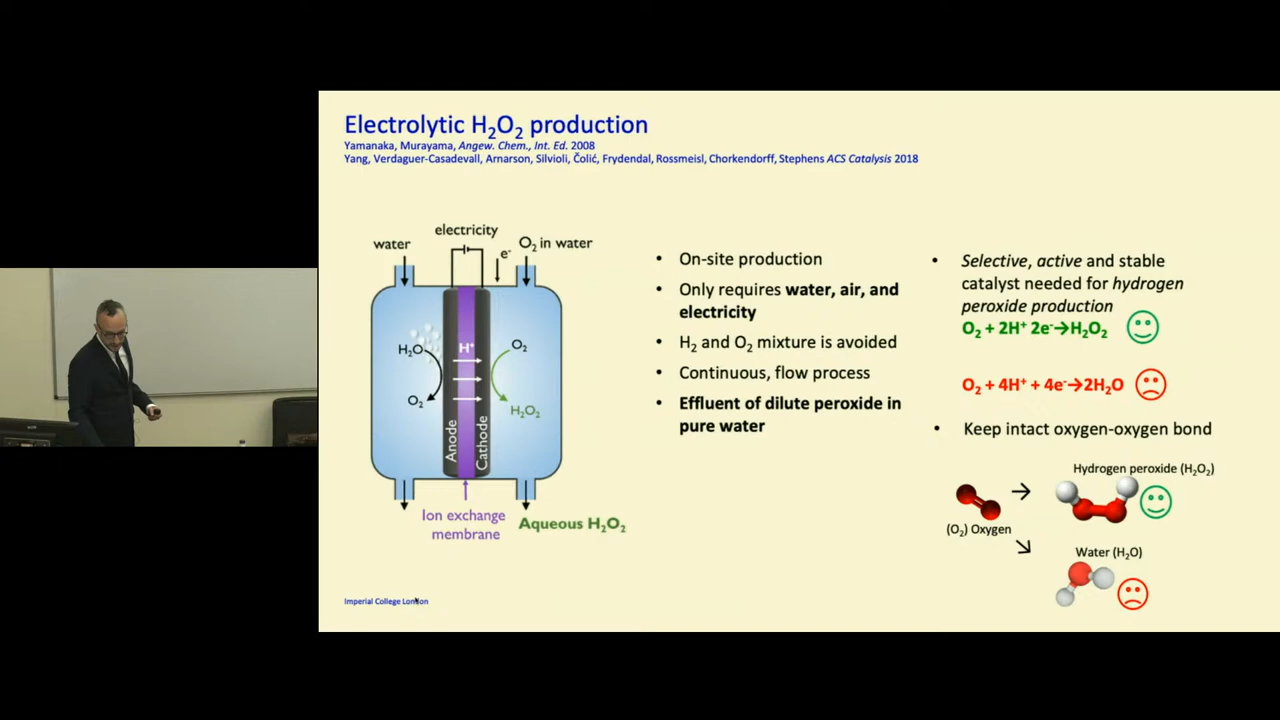 Electrolytic H₂O₂ production
Yamanaka, Murayama, Angew. Chem., Int. Ed. 2008
Yang, Verdaguer-Casadevall, Arnarson, Silvioli, Čolić, Frydendal, Rossmeisl, Chorkendorff, Stephens ACS Catalysis 2018
electricity
water
O₂ in water
e⁻
H₂O
H⁺
O₂
O₂
H₂O₂
Anode
Cathode
Ion exchange
membrane
Aqueous H₂O₂
• On-site production
• Only requires water, air, and
electricity
• H₂ and O₂ mixture is avoided
• Continuous, flow process
• Effluent of dilute peroxide in
pure water
• Selective, active and stable
catalyst needed for hydrogen
peroxide production
O₂ + 2H⁺ 2e⁻→H₂O₂
O₂ + 4H⁺ + 4e⁻→2H₂O
• Keep intact oxygen-oxygen bond
Hydrogen peroxide (H₂O₂)
(O₂) Oxygen
Water (H₂O)
Imperial College London